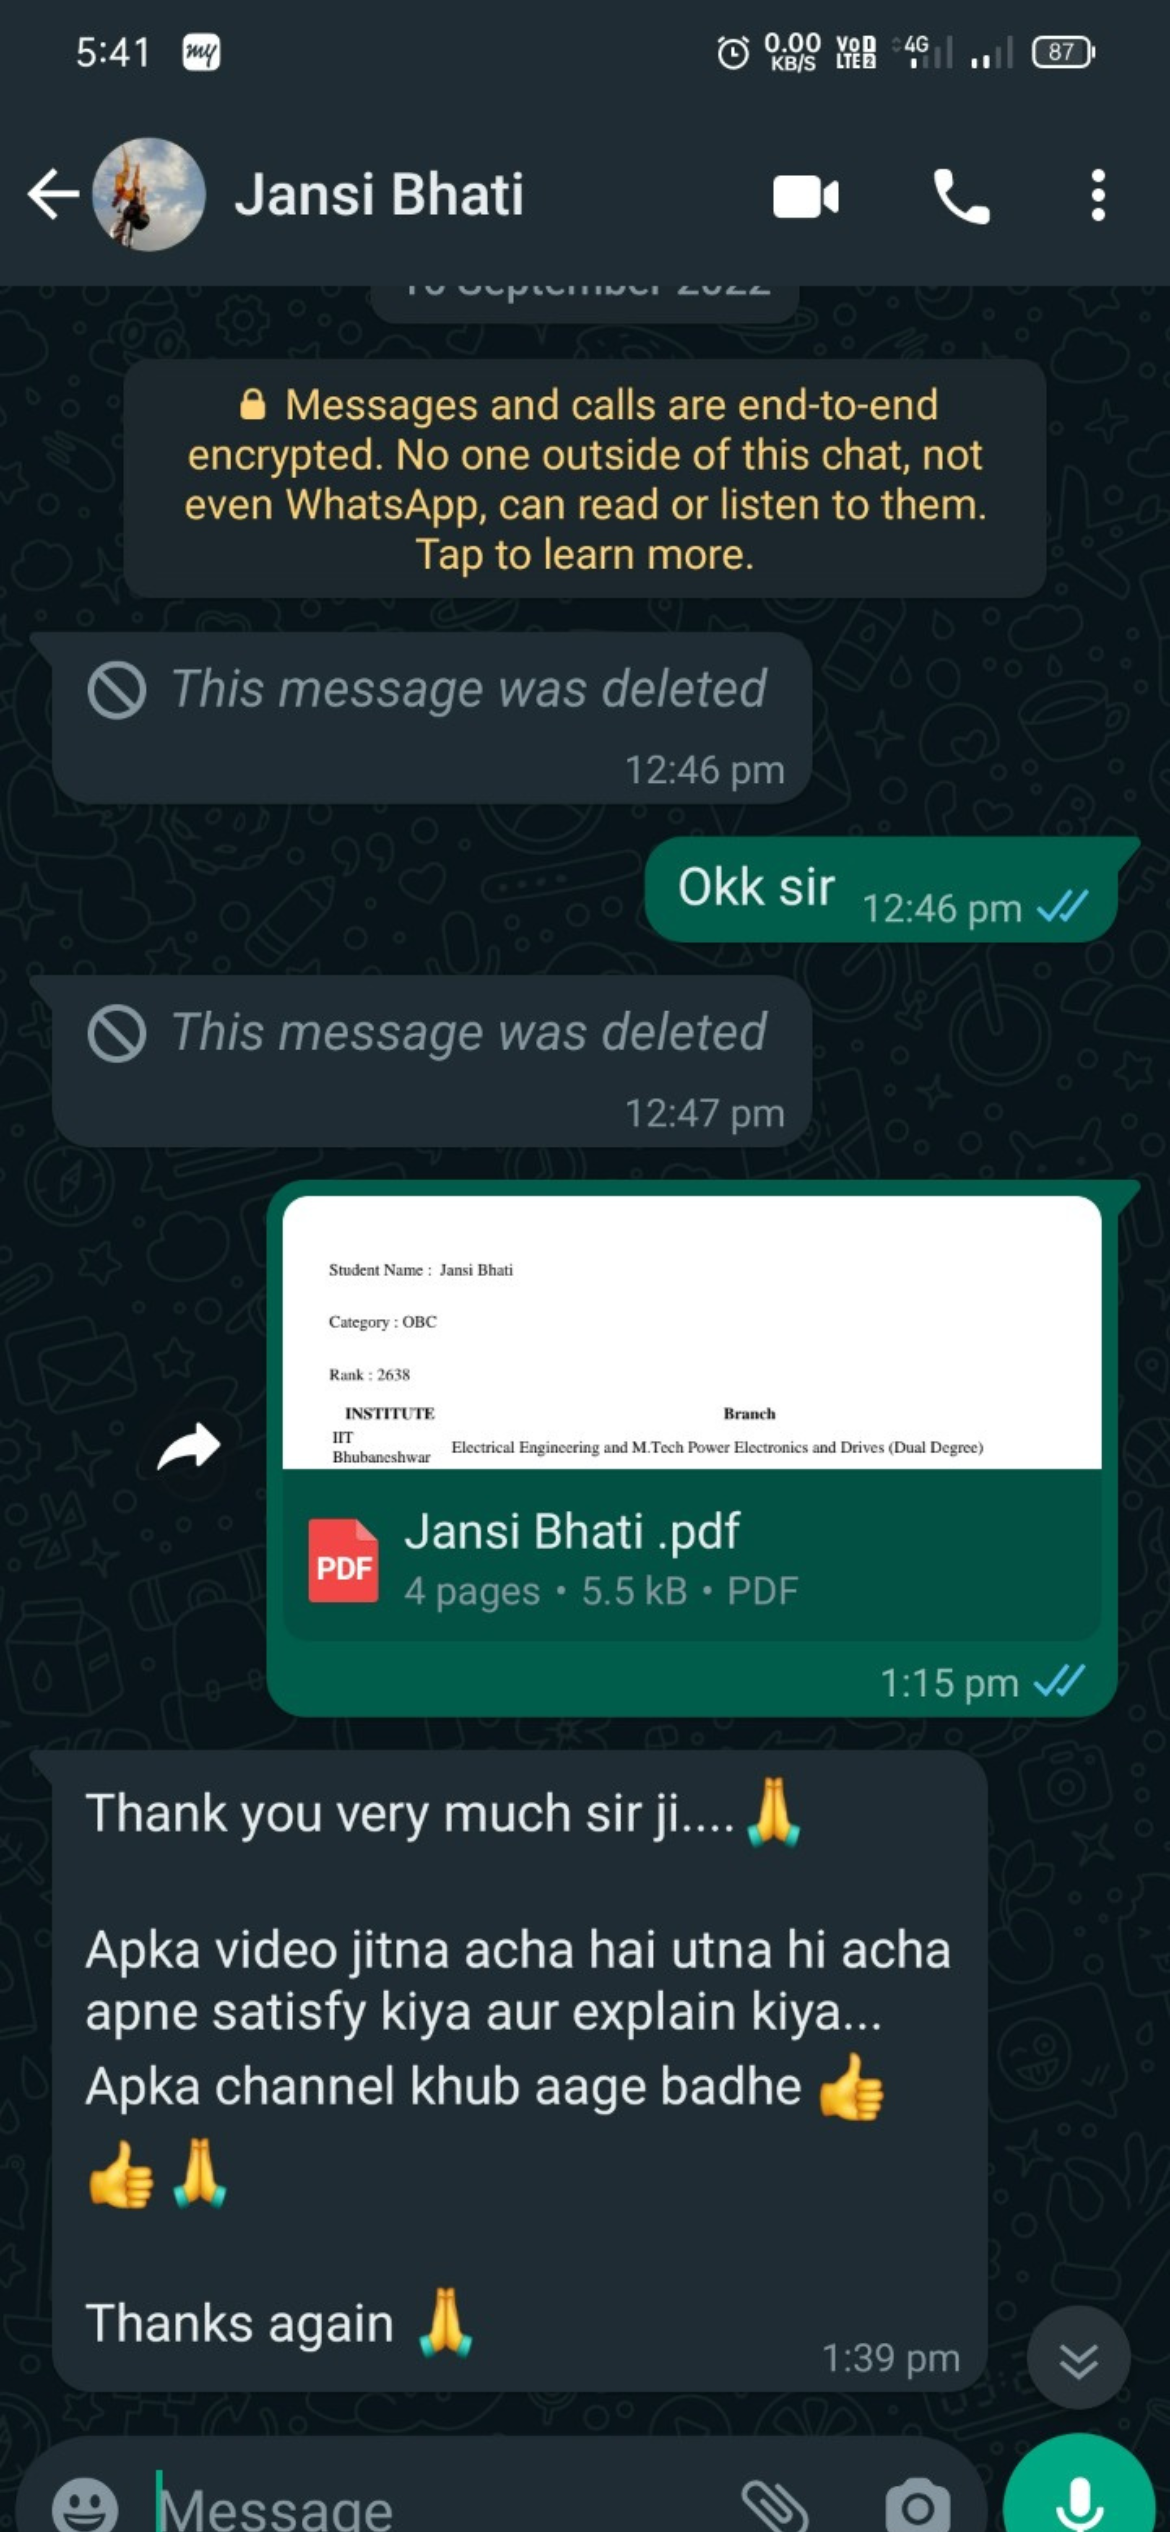 5:41 my 0.00 KB/S VoD LTE2 4G 87
Jansi Bhati
September 2022
Messages and calls are end-to-end
encrypted. No one outside of this chat, not
even WhatsApp, can read or listen to them.
Tap to learn more.
This message was deleted
12:46 pm
Okk sir 12:46 pm
This message was deleted
12:47 pm
Student Name : Jansi Bhati
Category : OBC
Rank : 2638
INSTITUTE Branch
IIT
Bhubaneshwar Electrical Engineering and M.Tech Power Electronics and Drives (Dual Degree)
PDF
Jansi Bhati .pdf
4 pages • 5.5 kB • PDF
1:15 pm
Thank you very much sir ji....🙏
Apka video jitna acha hai utna hi acha
apne satisfy kiya aur explain kiya...
Apka channel khub aage badhe 👍
👍🙏
Thanks again 🙏
1:39 pm
Message